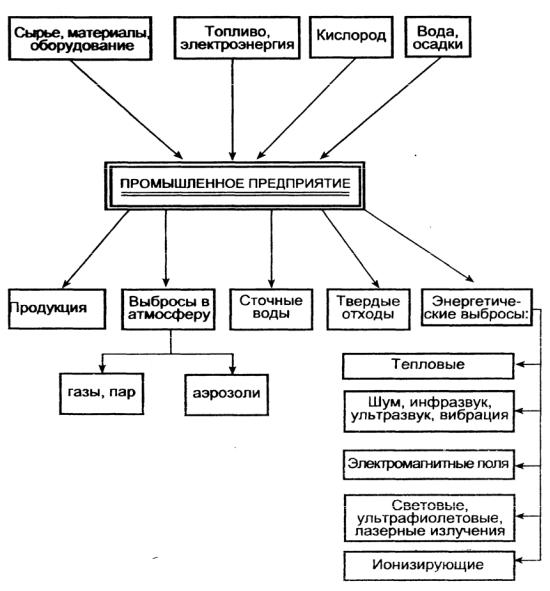 Сырье, материалы,
оборудование
Топливо,
электроэнергия
Кислород
Вода,
осадки
ПРОМЫШЛЕННОЕ ПРЕДПРИЯТИЕ
Продукция
Выбросы в
атмосферу
Сточные
воды
Твердые
отходы
Энергетиче-
ские выбросы:
газы, пар
аэрозоли
Тепловые
Шум, инфразвук,
ультразвук, вибрация
Электромагнитные поля
Световые,
ультрафиолетовые,
лазерные излучения
Ионизирующие